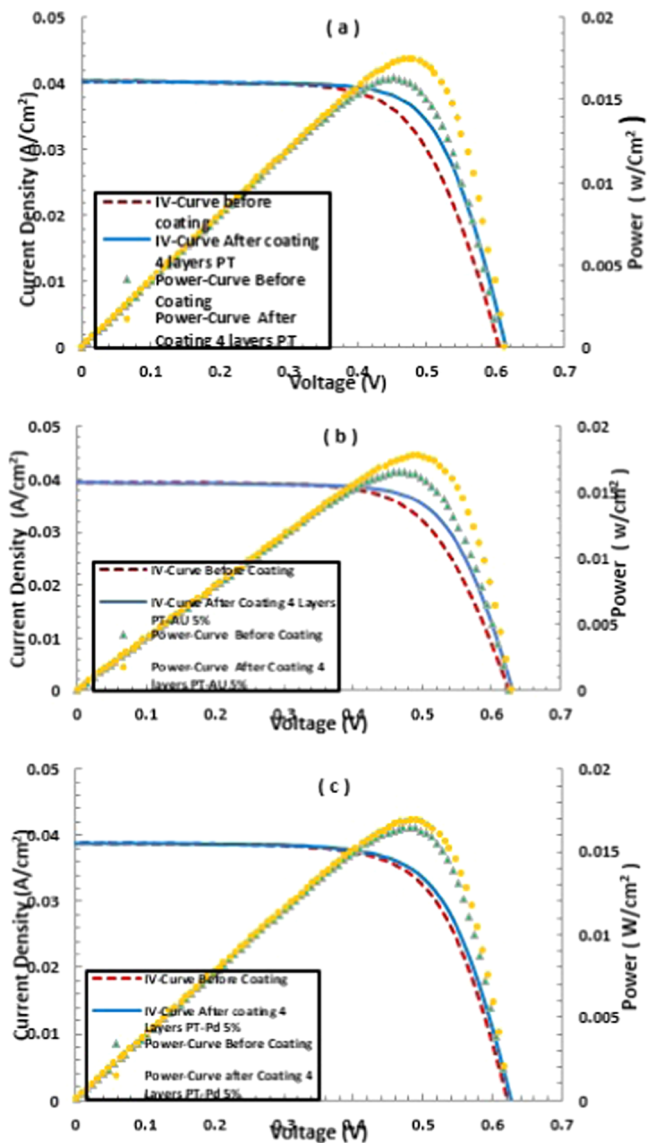 ( a )
0.05
0.04
0.03
0.02
0.01
0
0.02
0.015
0.01
0.005
0
Current Density (A/Cm²)
Power ( w/Cm² )
IV-Curve before
coating
IV-Curve After coating
4 layers PT
Power-Curve Before
Coating
Power-Curve After
Coating 4 layers PT
0 0.1 0.2 0.3 0.4 0.5 0.6 0.7
Voltage (V)
( b )
0.05
0.04
0.03
0.02
0.01
0
0.02
0.015
0.01
0.005
0
Current Density (A/cm²)
Power ( w/cm² )
IV-Curve Before Coating
IV-Curve After Coating 4 Layers
PT-AU 5%
Power-Curve Before Coating
Power-Curve After Coating 4
layers PT-AU 5%
0 0.1 0.2 0.3 0.4 0.5 0.6 0.7
Voltage (V)
( c )
0.05
0.04
0.03
0.02
0.01
0
0.02
0.015
0.01
0.005
0
Current Density (A/cm²)
Power ( W/cm² )
IV-Curve Before Coating
IV-Curve After coating 4
Layers PT-Pd 5%
Power-Curve Before Coating
Power-Curve after Coating 4
Layers PT-Pd 5%
0 0.1 0.2 0.3 0.4 0.5 0.6 0.7
Voltage (V)